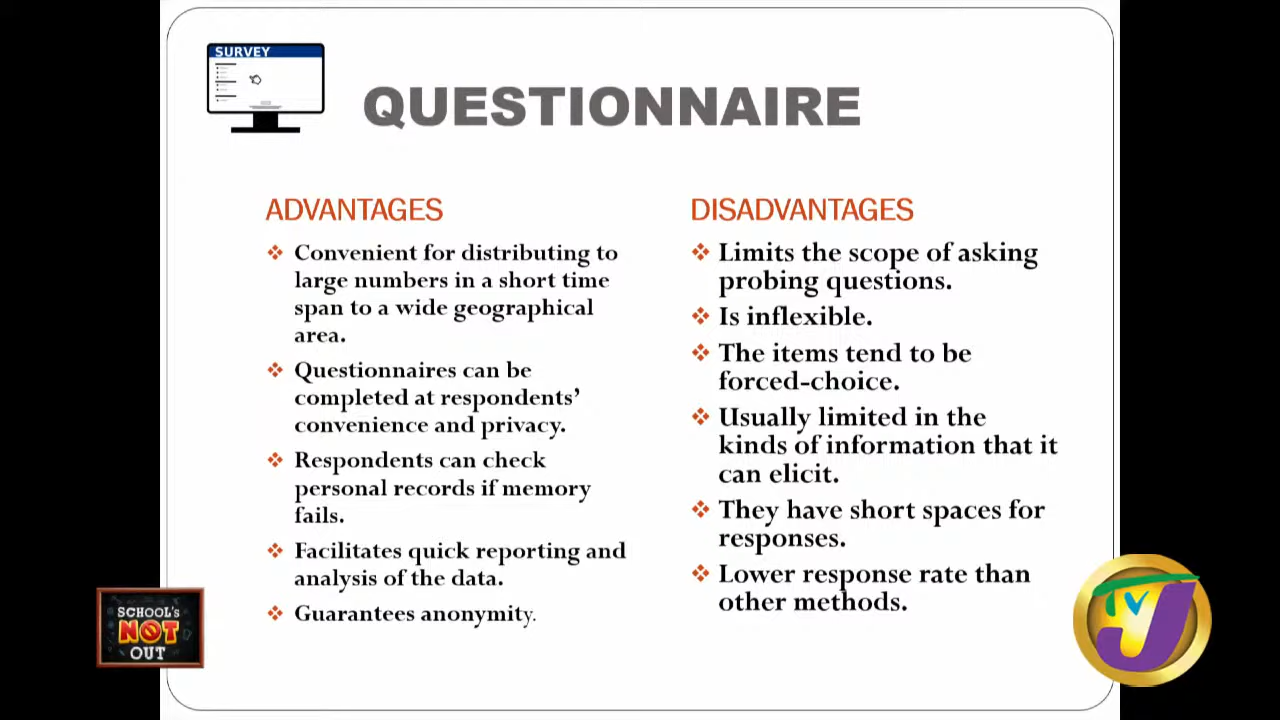 SURVEY
QUESTIONNAIRE
ADVANTAGES
Convenient for distributing to
large numbers in a short time
span to a wide geographical
area.
Questionnaires can be
completed at respondents’
convenience and privacy.
Respondents can check
personal records if memory
fails.
Facilitates quick reporting and
analysis of the data.
Guarantees anonymity.
DISADVANTAGES
Limits the scope of asking
probing questions.
Is inflexible.
The items tend to be
forced-choice.
Usually limited in the
kinds of information that it
can elicit.
They have short spaces for
responses.
Lower response rate than
other methods.
SCHOOL's
NOT
OUT
TVJ